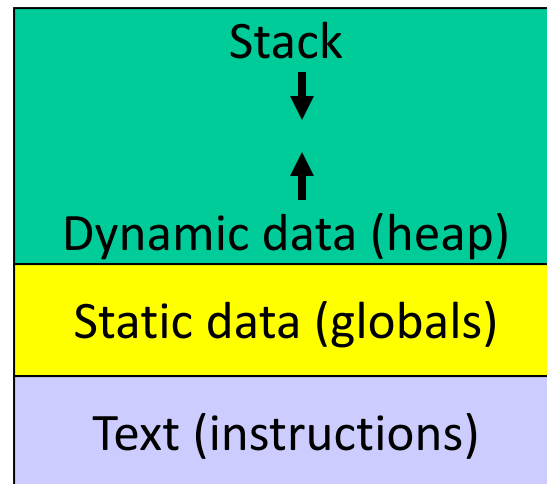 Stack
Dynamic data (heap)
Static data (globals)
Text (instructions)